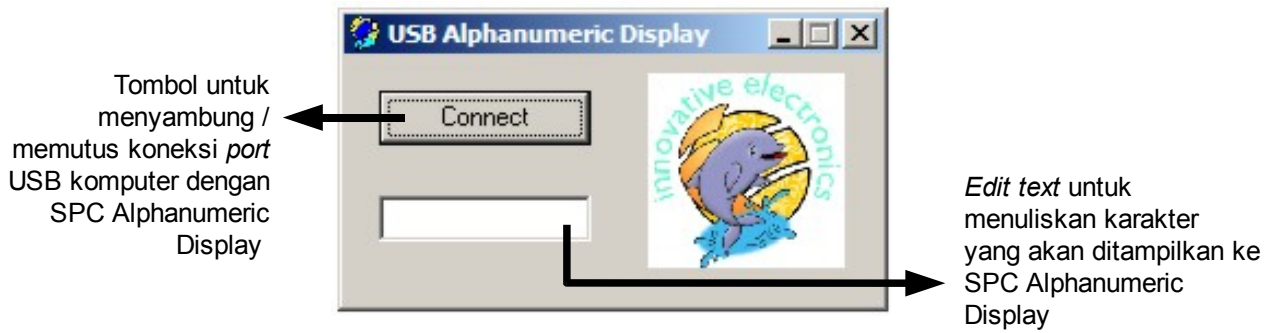 USB Alphanumeric Display
Tombol untuk
menyambung /
memutus koneksi port
USB komputer dengan
SPC Alphanumeric
Display
Connect
innovative electronics
Edit text untuk
menuliskan karakter
yang akan ditampilkan ke
SPC Alphanumeric
Display